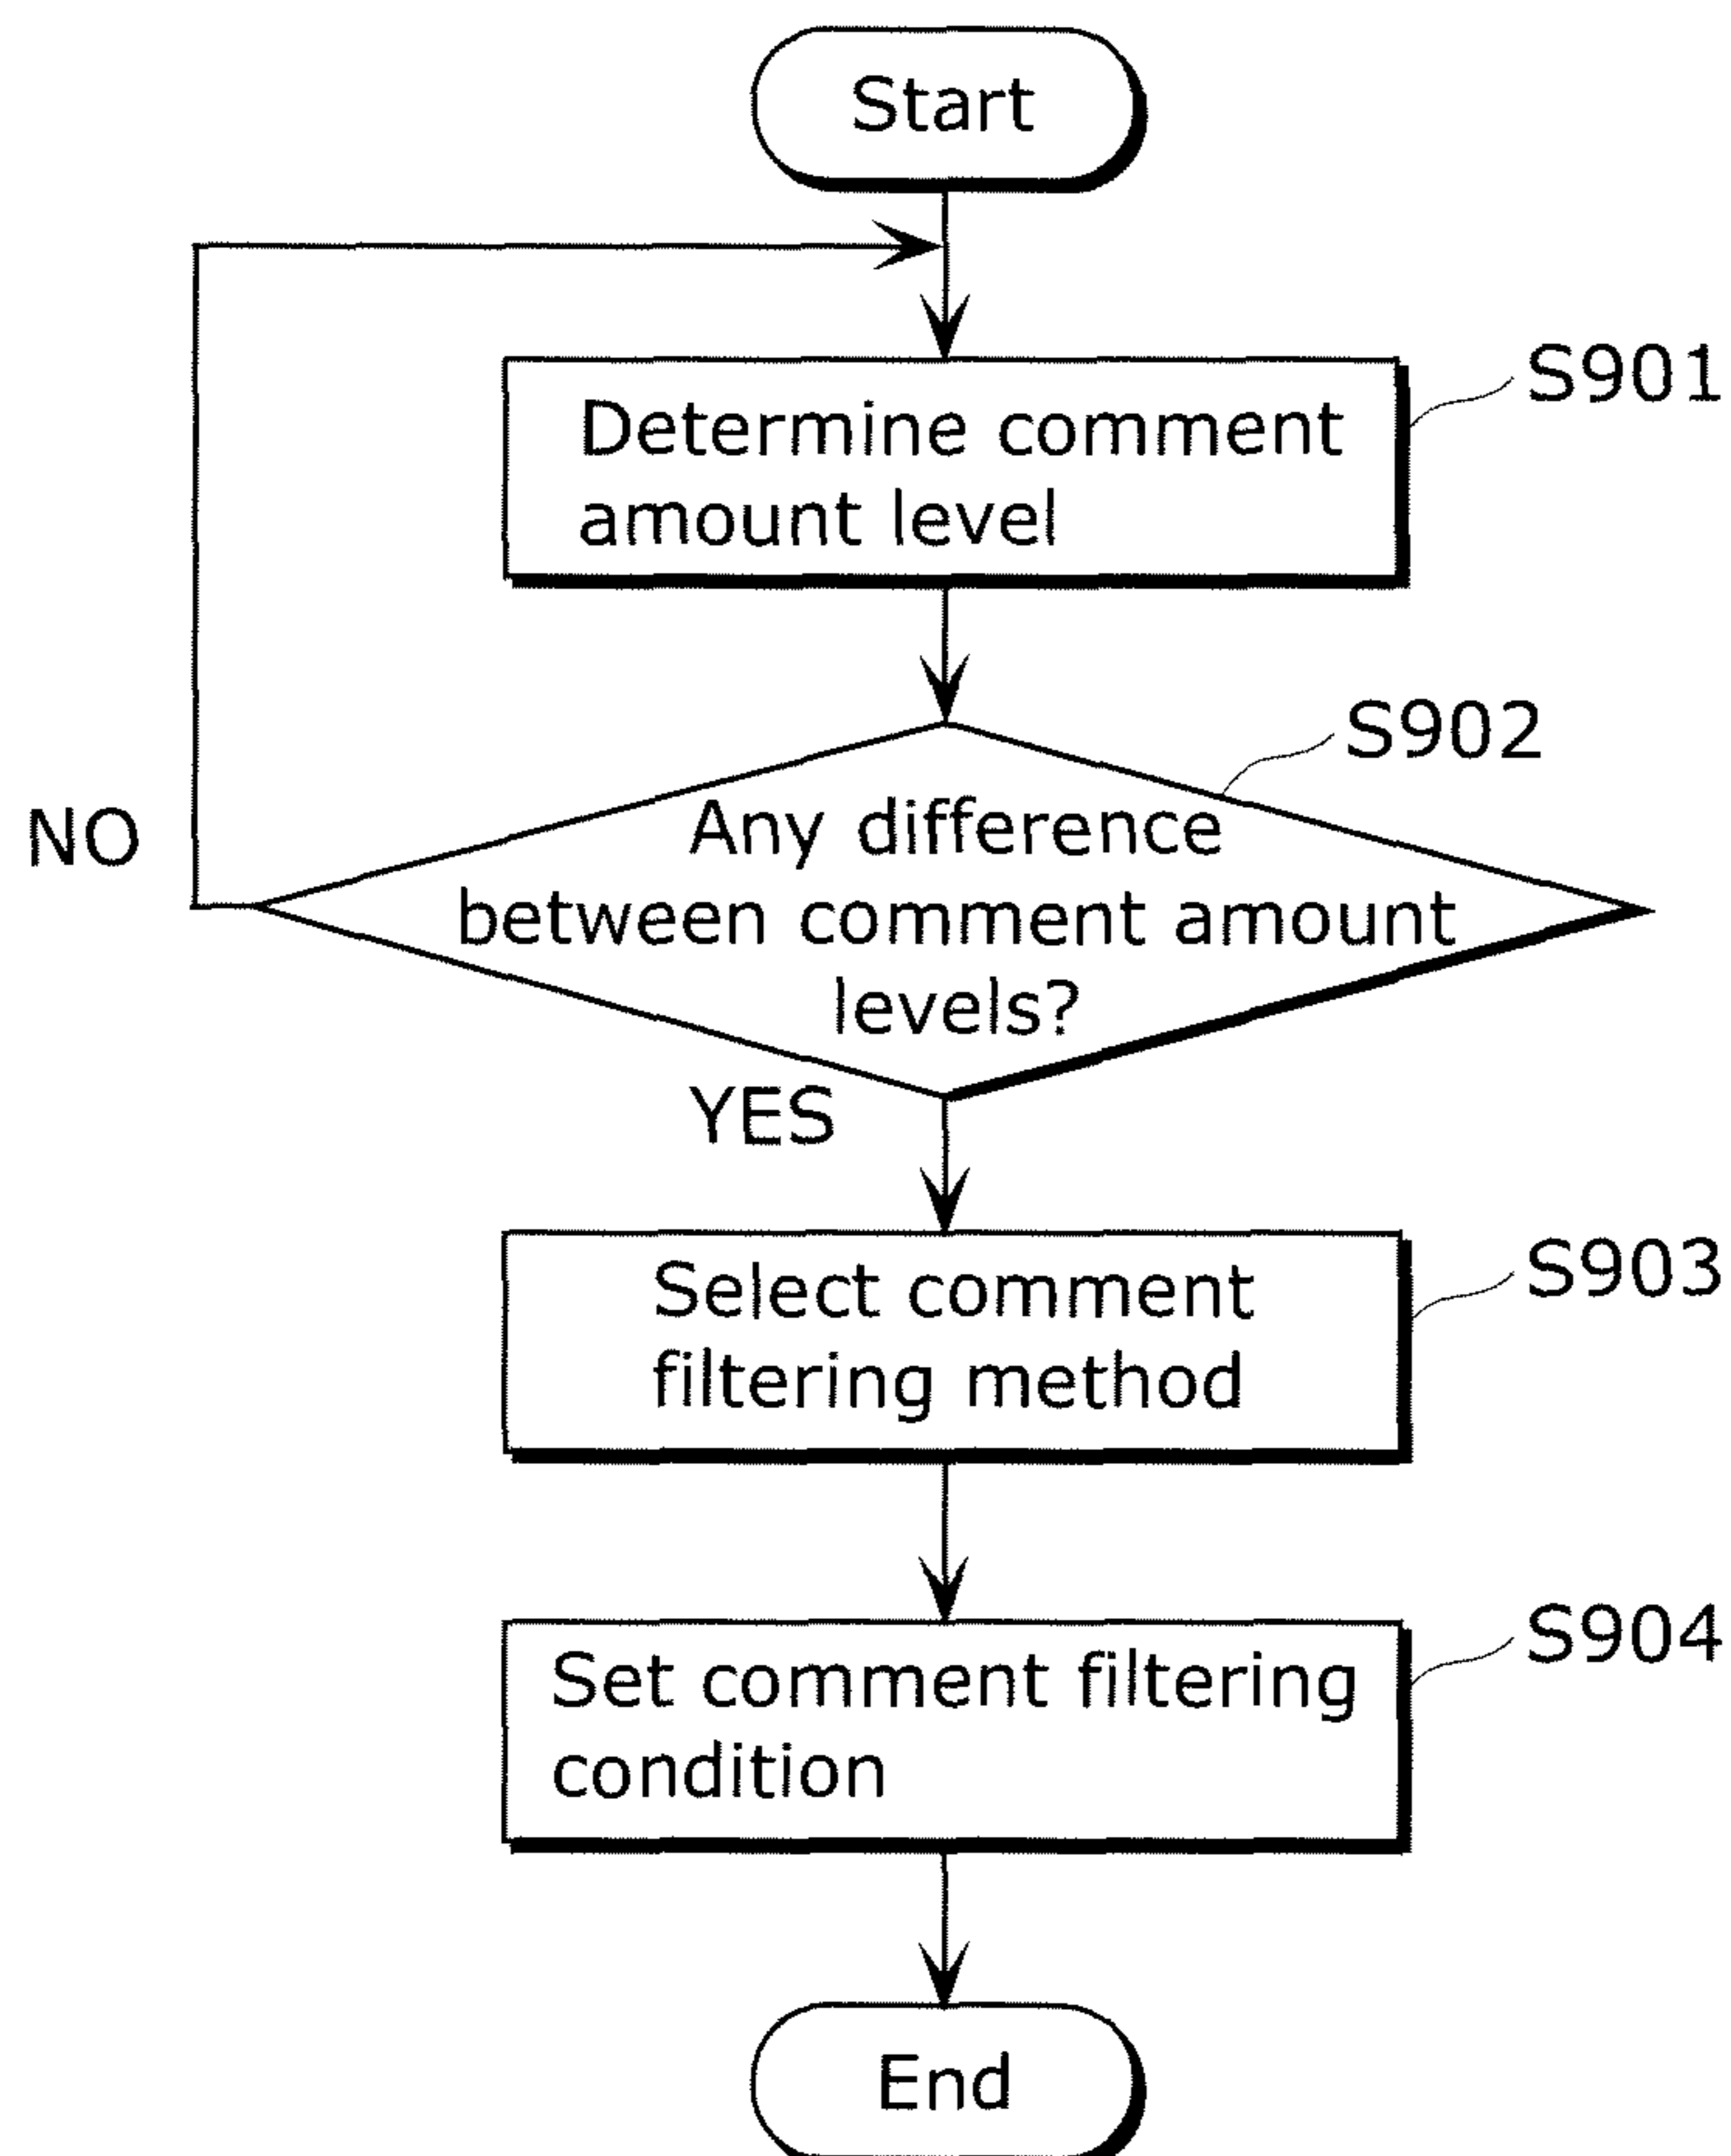 Start
S901
Determine comment
amount level
S902
NO
Any difference
between comment amount
levels?
YES
S903
Select comment
filtering method
S904
Set comment filtering
condition
End